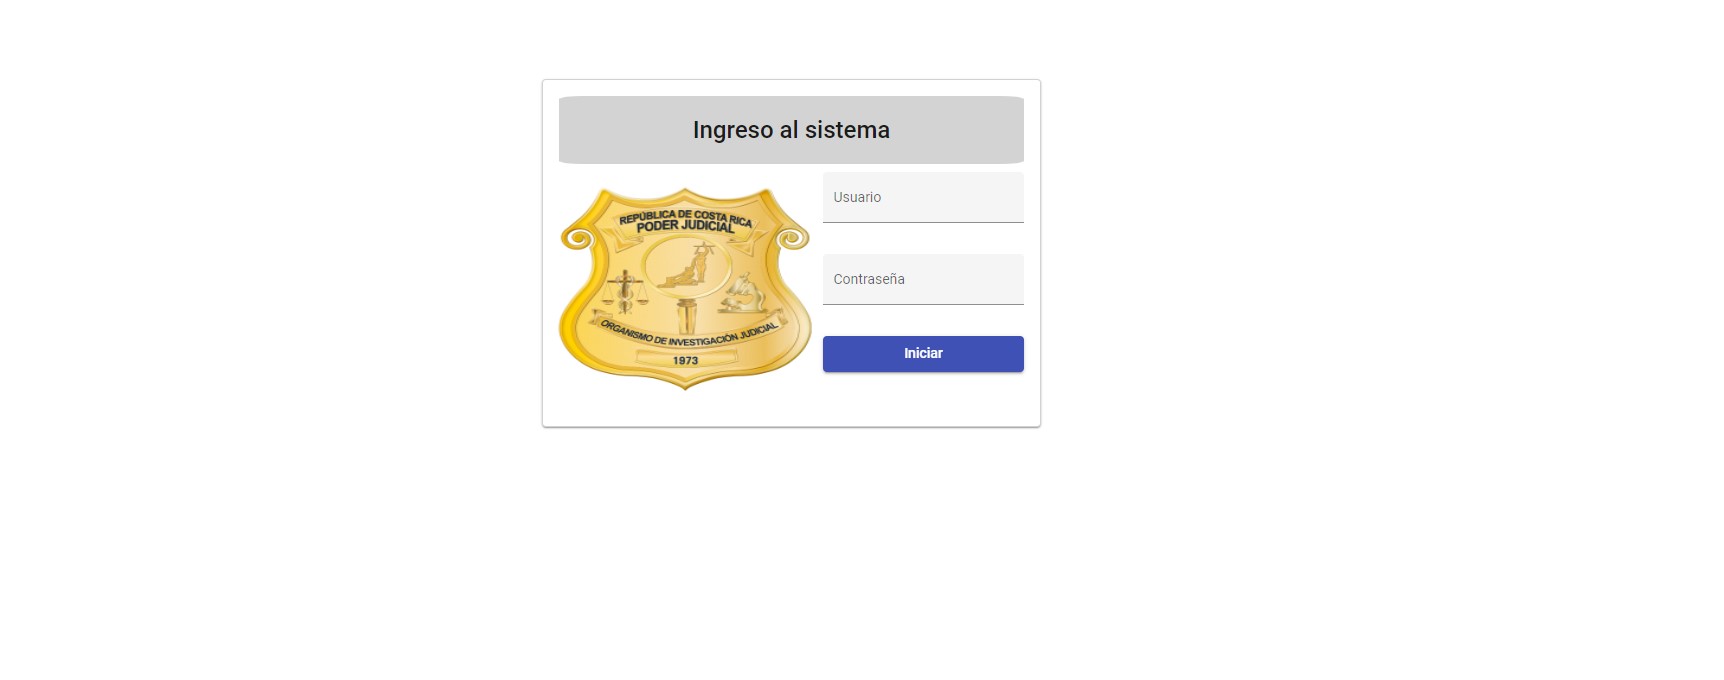 Ingreso al sistema
REPÚBLICA DE COSTA RICA
PODER JUDICIAL
ORGANISMO DE INVESTIGACIÓN JUDICIAL
1973
Usuario
Contraseña
Iniciar